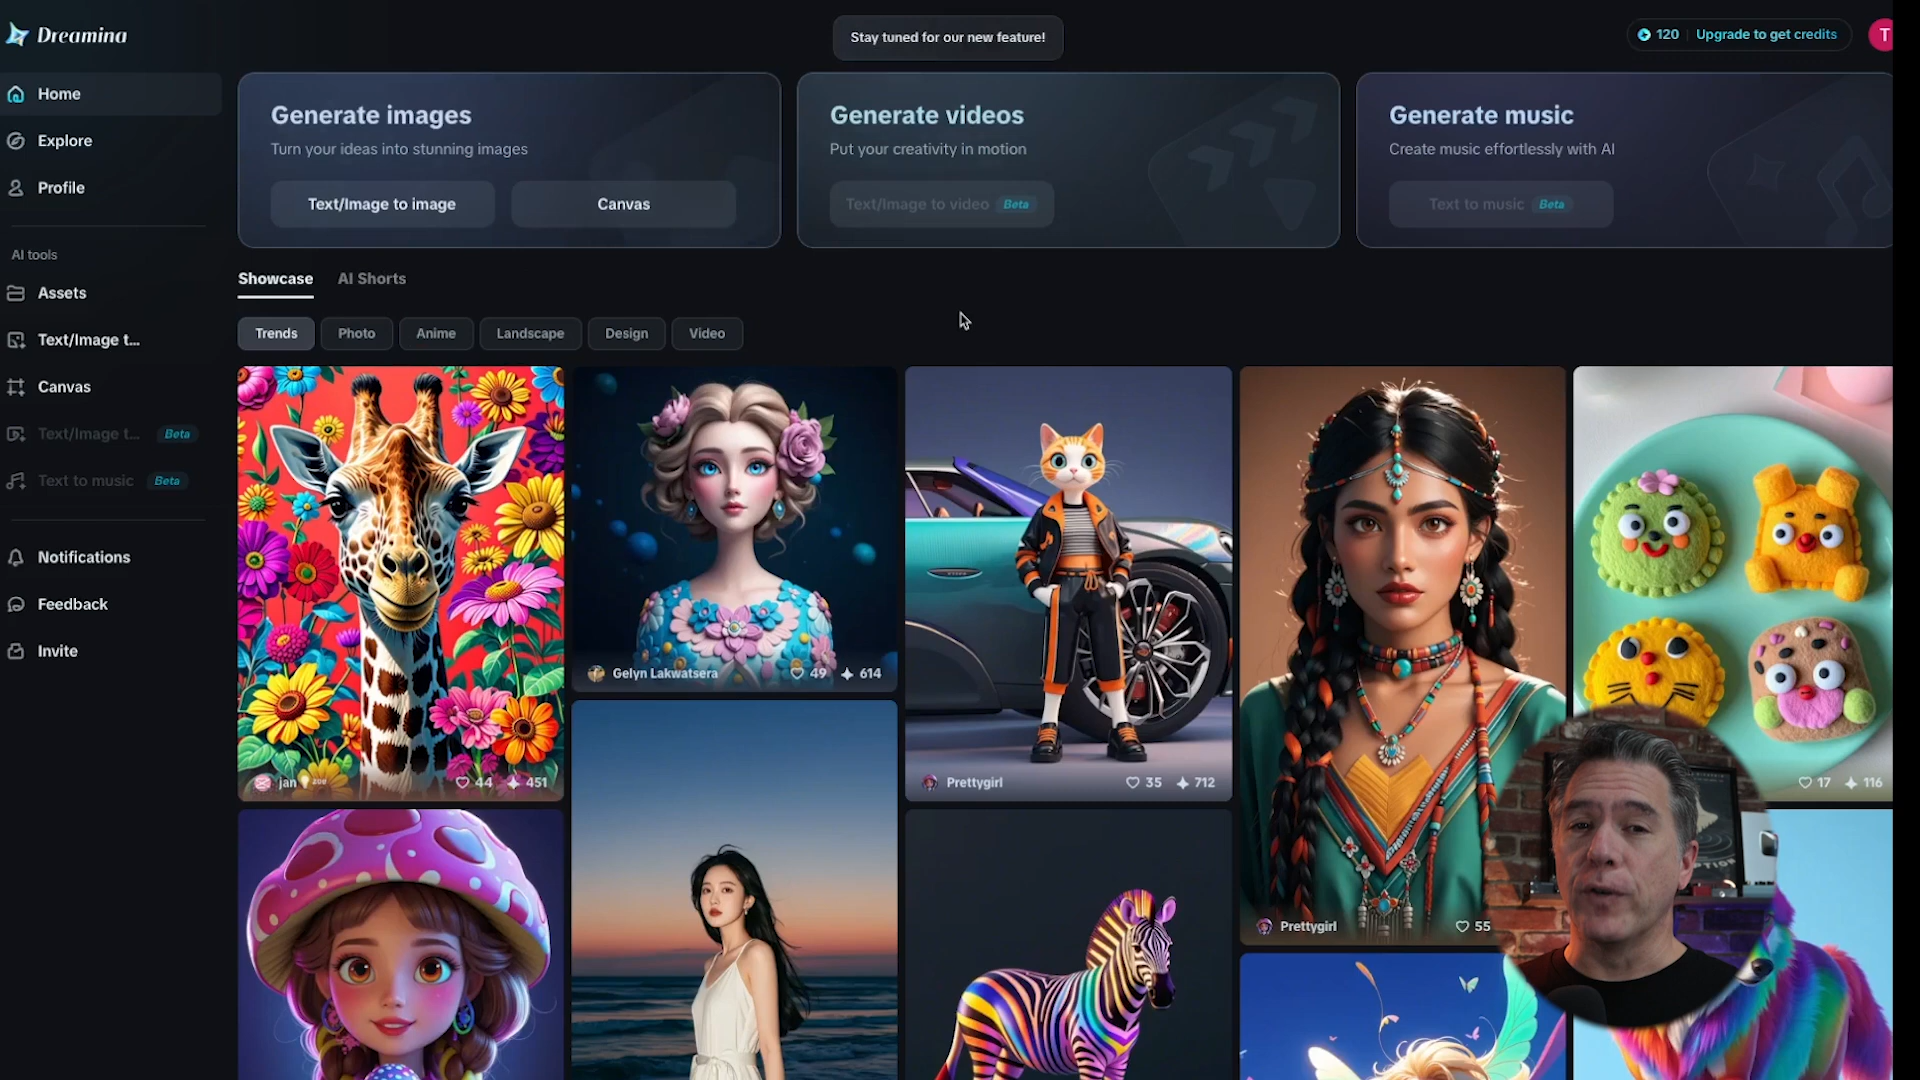 Dreamina
Stay tuned for our new feature!
120
Upgrade to get credits
T
Home
Explore
Profile
AI tools
Assets
Text/Image t...
Canvas
Text/Image t... Beta
Text to music Beta
Notifications
Feedback
Invite
Generate images
Turn your ideas into stunning images
Text/Image to image
Canvas
Generate videos
Put your creativity in motion
Text/Image to video Beta
Generate music
Create music effortlessly with AI
Text to music Beta
Showcase
AI Shorts
Trends
Photo
Anime
Landscape
Design
Video
Gelyn Lakwatsera 49 614
jan 44 451
Prettygirl 35 712
17 116
Prettygirl 55